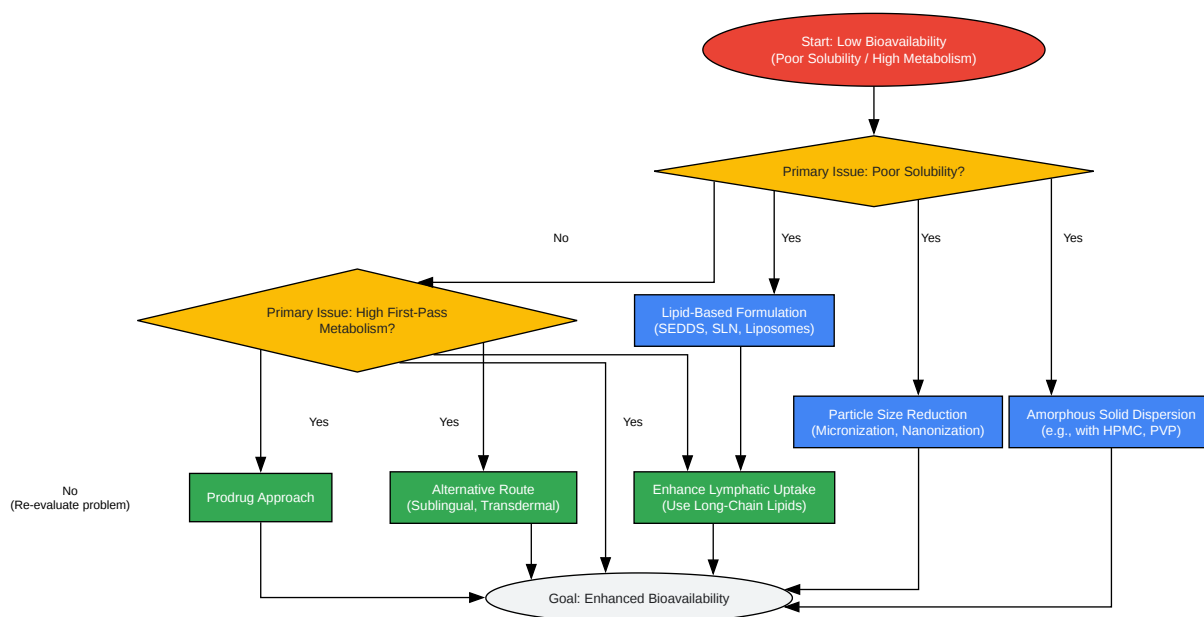 Start: Low Bioavailability
(Poor Solubility / High Metabolism)
Primary Issue: Poor Solubility?
No
Yes
Yes
Yes
Primary Issue: High First-Pass
Metabolism?
Lipid-Based Formulation
(SEDDS, SLN, Liposomes)
Particle Size Reduction
(Micronization, Nanonization)
Amorphous Solid Dispersion
(e.g., with HPMC, PVP)
Yes
Yes
Yes
No
(Re-evaluate problem)
Prodrug Approach
Alternative Route
(Sublingual, Transdermal)
Enhance Lymphatic Uptake
(Use Long-Chain Lipids)
Goal: Enhanced Bioavailability